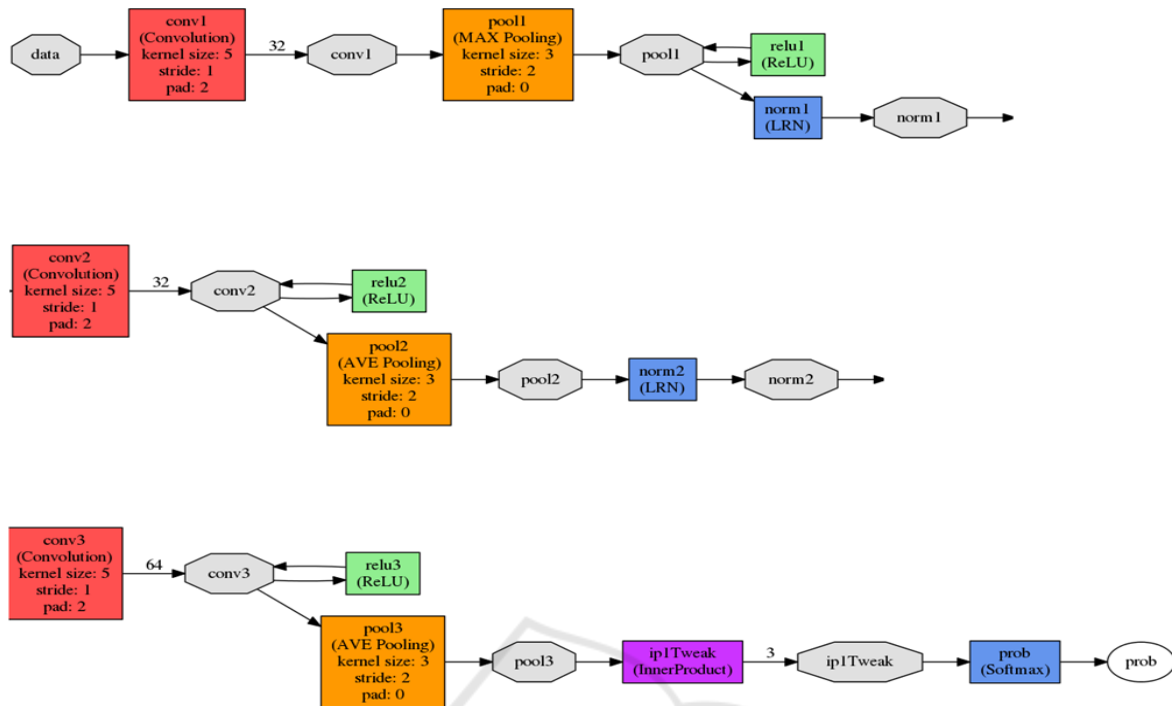 data
conv1
(Convolution)
kernel size: 5
stride: 1
pad: 2
32
conv1
pool1
(MAX Pooling)
kernel size: 3
stride: 2
pad: 0
pool1
relu1
(ReLU)
norm1
(LRN)
norm1
conv2
(Convolution)
kernel size: 5
stride: 1
pad: 2
32
conv2
relu2
(ReLU)
pool2
(AVE Pooling)
kernel size: 3
stride: 2
pad: 0
pool2
norm2
(LRN)
norm2
conv3
(Convolution)
kernel size: 5
stride: 1
pad: 2
64
conv3
relu3
(ReLU)
pool3
(AVE Pooling)
kernel size: 3
stride: 2
pad: 0
pool3
ip1Tweak
(InnerProduct)
3
ip1Tweak
prob
(Softmax)
prob